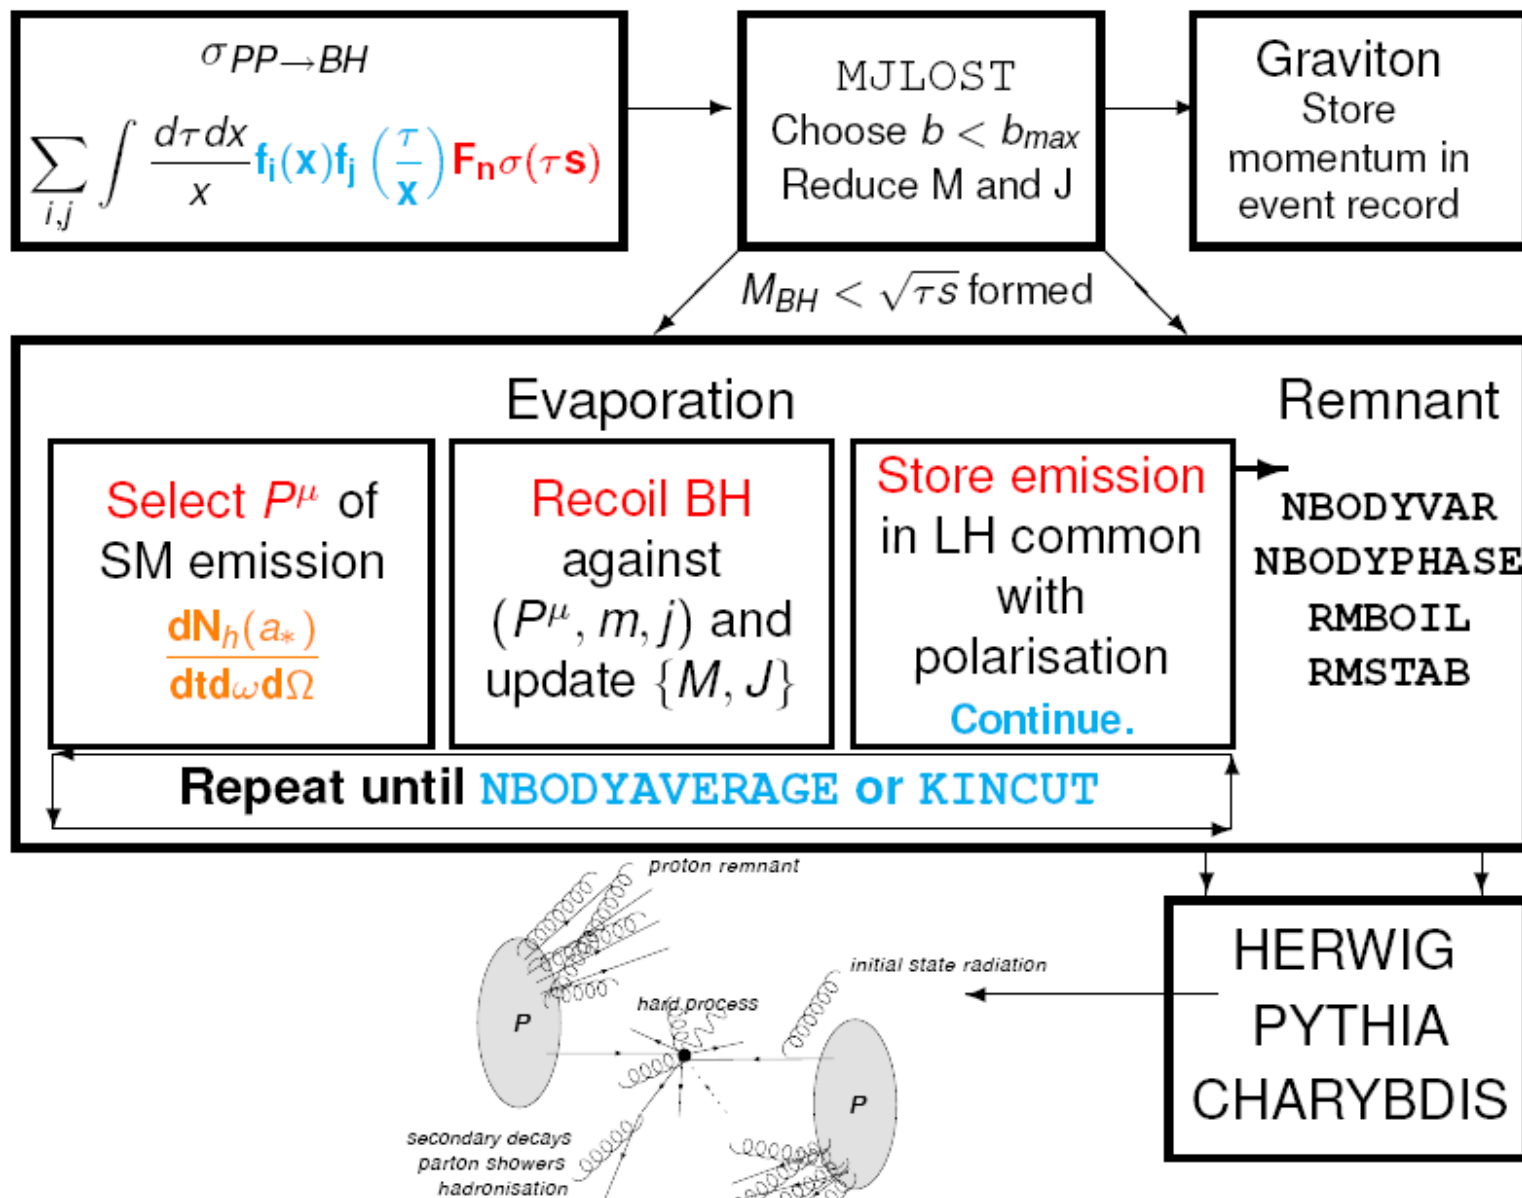 σ PP→BH
∑ i,j ∫ dτdx/x f_i(x)f_j (τ/x) F_n σ(τs)
MJLOST
Choose b < b_max
Reduce M and J
Graviton
Store
momentum in
event record
M_BH < √τs formed
Evaporation
Remnant
Select P^μ of
SM emission
dN_h(a_*)
dtdωdΩ
Recoil BH
against
(P^μ, m, j) and
update {M, J}
Store emission
in LH common
with
polarisation
Continue.
NBODYVAR
NBODYPHASE
RMBOIL
RMSTAB
Repeat until NBODYAVERAGE or KINCUT
proton remnant
initial state radiation
hard process
P
P
secondary decays
parton showers
hadronisation
HERWIG
PYTHIA
CHARYBDIS